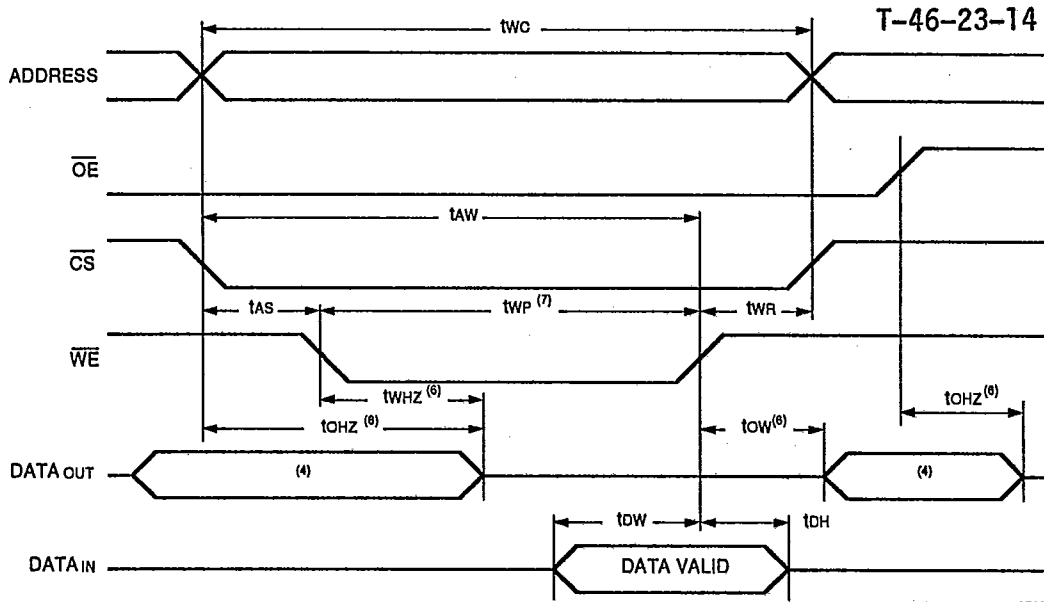 T-46-23-14
tWC
ADDRESS
OE
tAW
CS
tAS
tWP (7)
tWR
WE
tWHZ (6)
tOHZ (6)
tOHZ (6)
tOW (6)
DATA OUT
(4)
(4)
tDW
tDH
DATA IN
DATA VALID